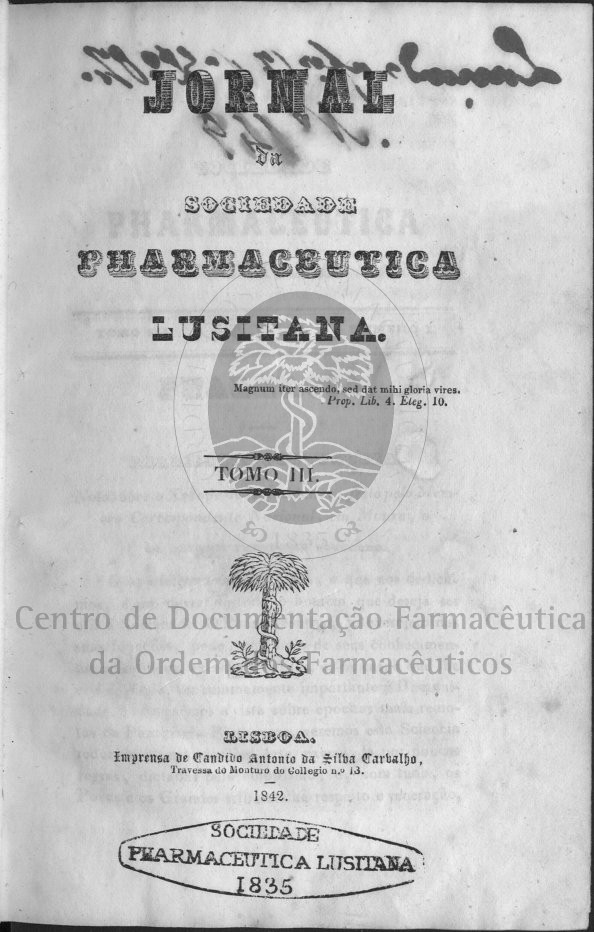 JORNAL
da
SOCIEDADE
PHARMACEUTICA
LUSITANA.
Magnum iter ascendo, sed dat mihi gloria vires.
Prop. Lib. 4. Eleg. 10.
TOMO III.
Centro de Documentação Farmacêutica
da Ordem dos Farmacêuticos
LISBOA.
Imprensa de Candido Antonio da Silva Carvalho,
Travessa do Monturo do Collegio n.º 13.
1842.
SOCIEDADE
PHARMACEUTICA LUSITANA
1835